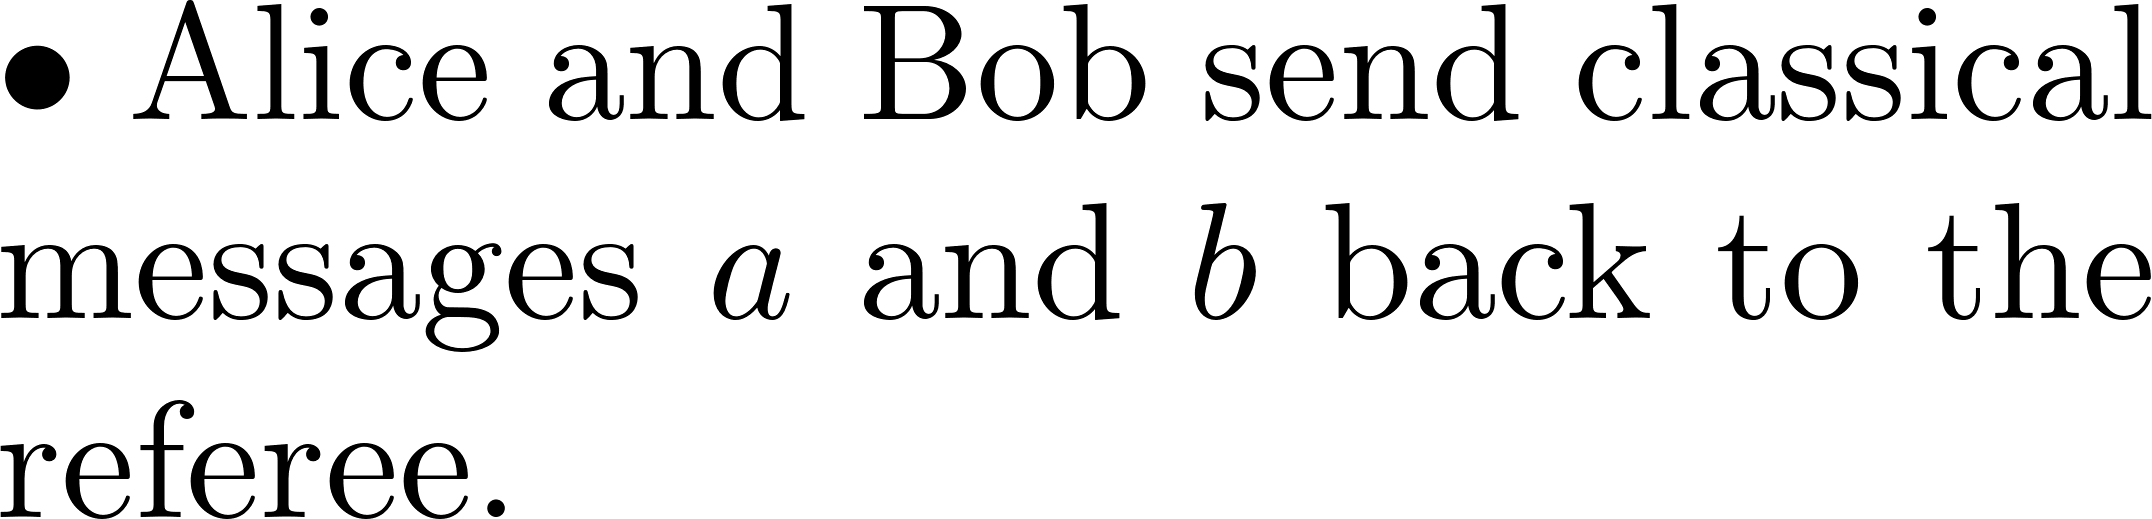 • Alice and Bob send classical
messages a and b back to the
referee.